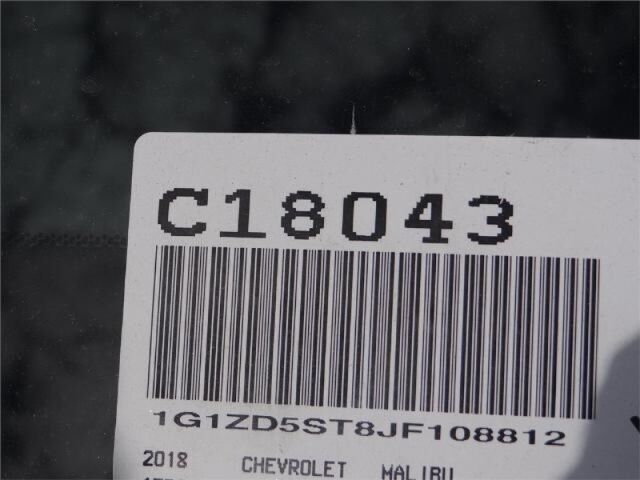 C18043
1G1ZD5ST8JF108812
2018 CHEVROLET MALIBU